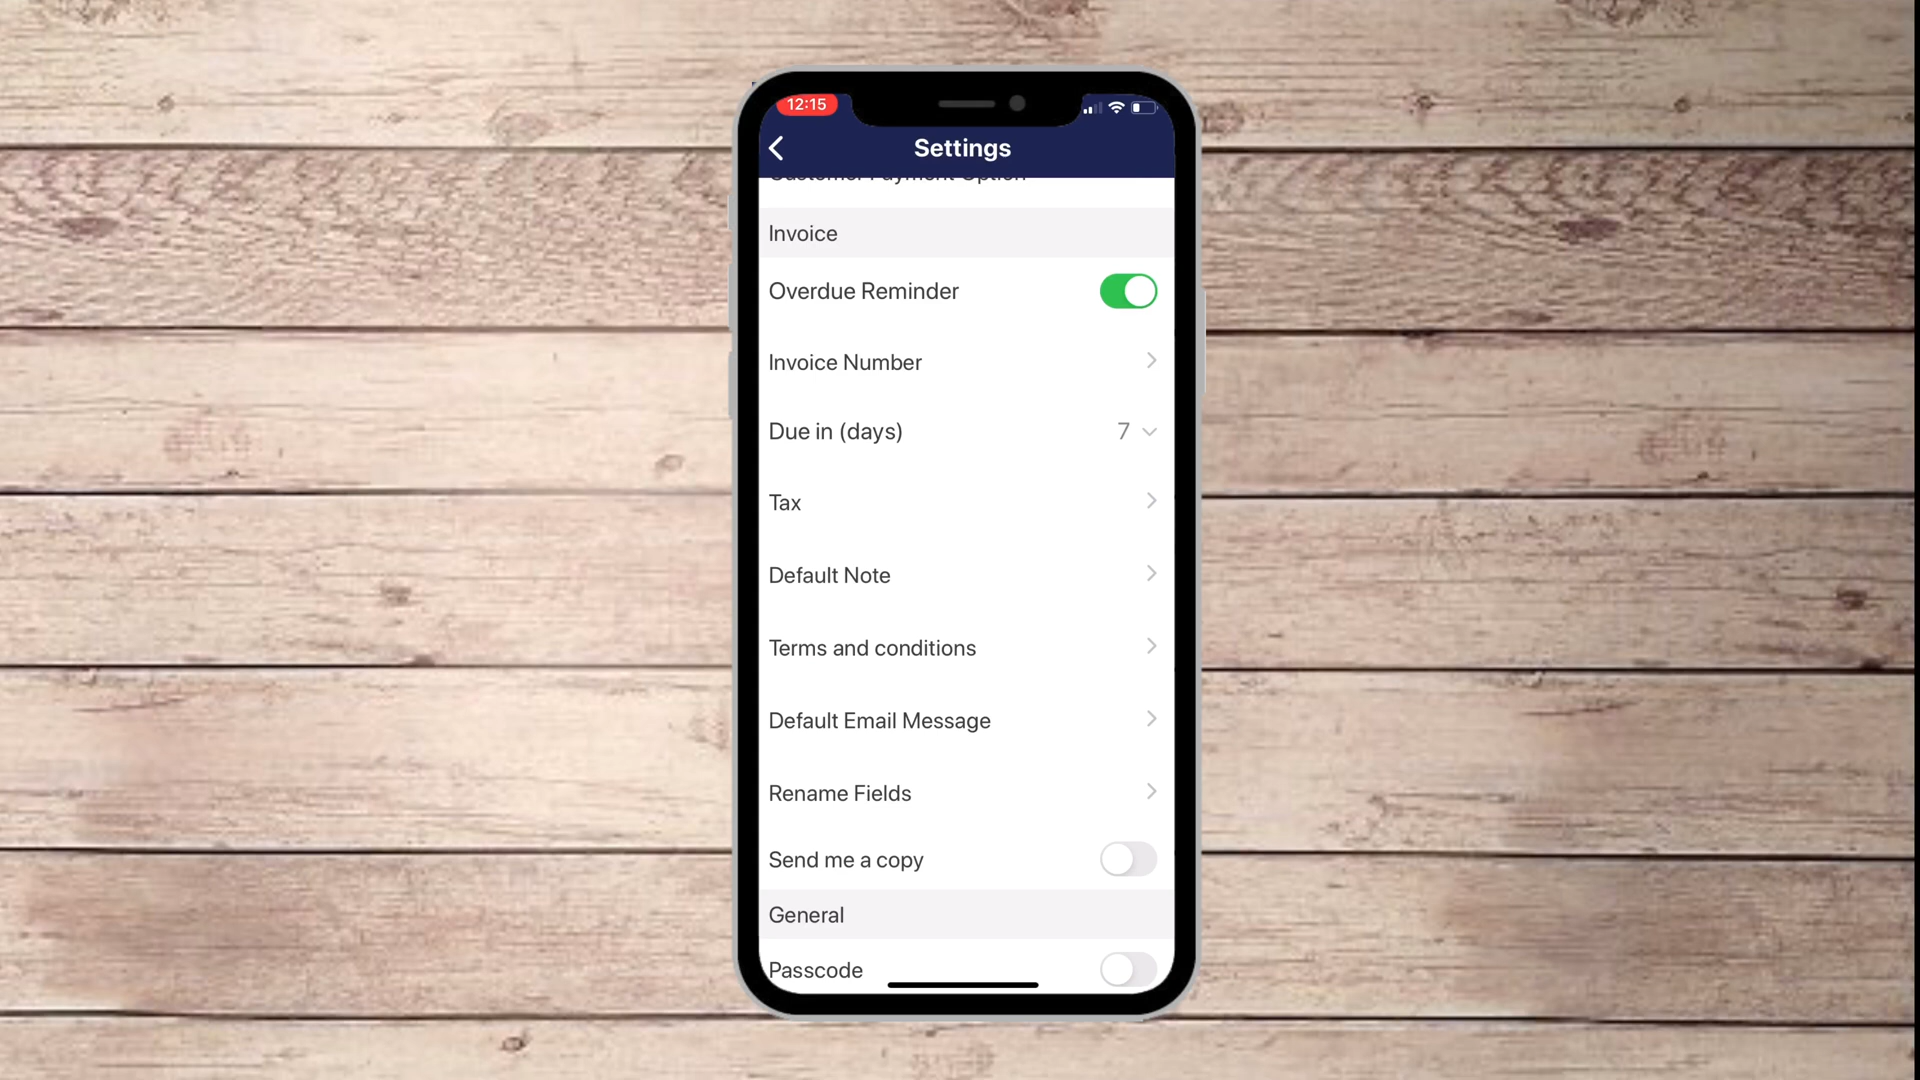 12:15
Settings
Customer Payment Option
Invoice
Overdue Reminder
Invoice Number
Due in (days) 7
Tax
Default Note
Terms and conditions
Default Email Message
Rename Fields
Send me a copy
General
Passcode